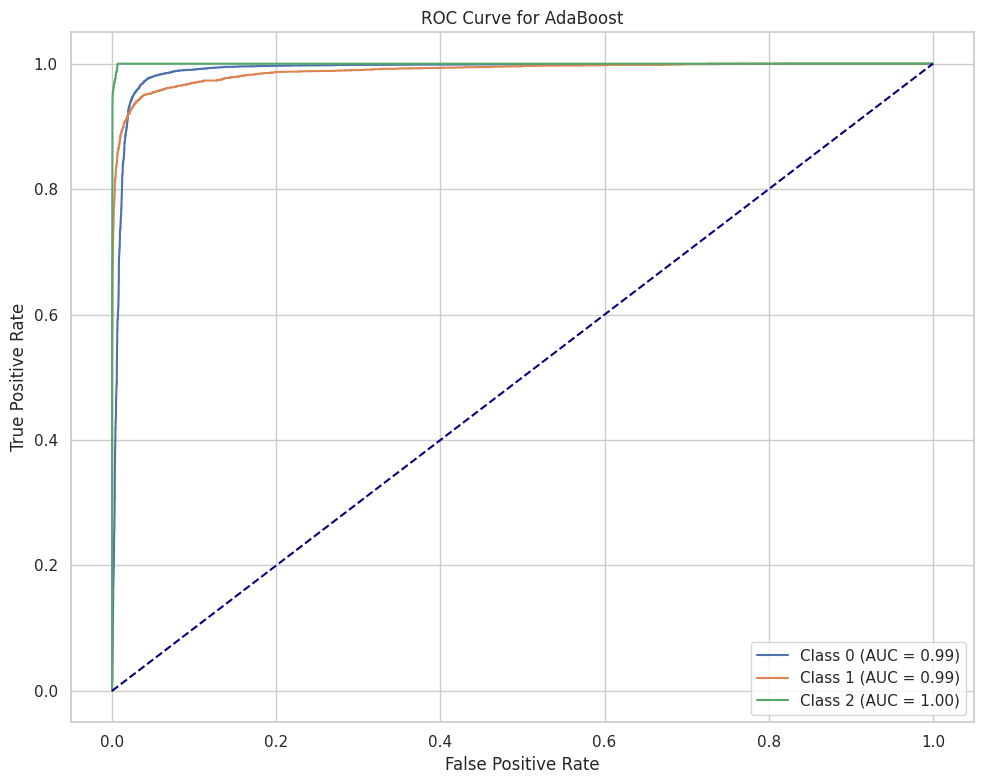 ROC Curve for AdaBoost
True Positive Rate
1.0
0.8
0.6
0.4
0.2
0.0
0.0 0.2 0.4 0.6 0.8 1.0
False Positive Rate
Class 0 (AUC = 0.99)
Class 1 (AUC = 0.99)
Class 2 (AUC = 1.00)